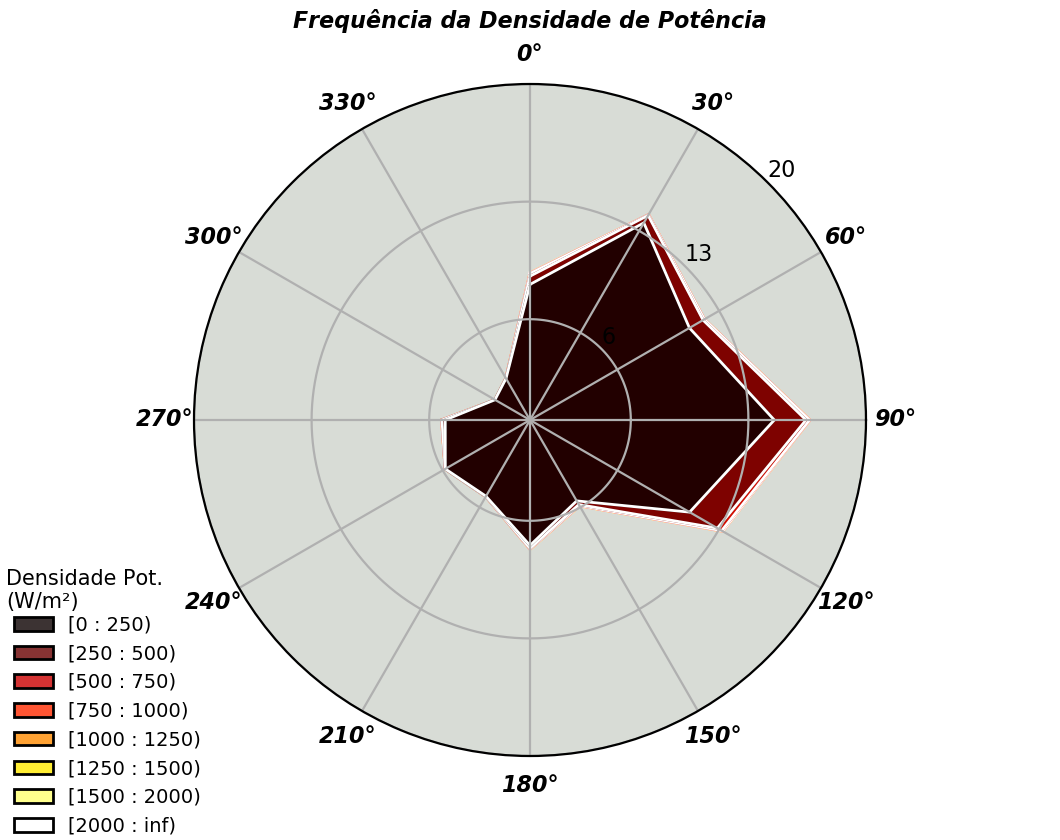 Frequência da Densidade de Potência
0°
330°
30°
20
300°
60°
13
6
270°
90°
240°
120°
210°
150°
180°
Densidade Pot.
(W/m²)
[0 : 250)
[250 : 500)
[500 : 750)
[750 : 1000)
[1000 : 1250)
[1250 : 1500)
[1500 : 2000)
[2000 : inf)